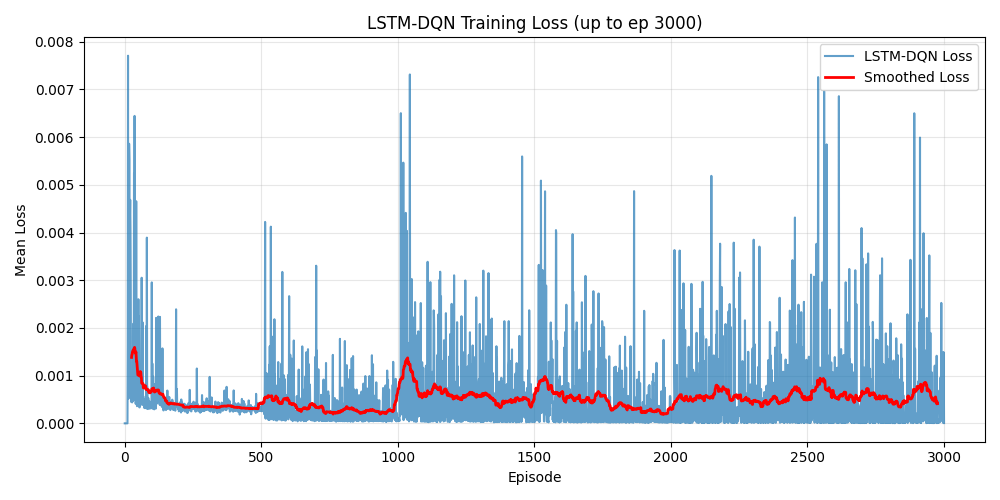 LSTM-DQN Training Loss (up to ep 3000)
LSTM-DQN Loss
Smoothed Loss
Mean Loss
0.008
0.007
0.006
0.005
0.004
0.003
0.002
0.001
0.000
0 500 1000 1500 2000 2500 3000
Episode